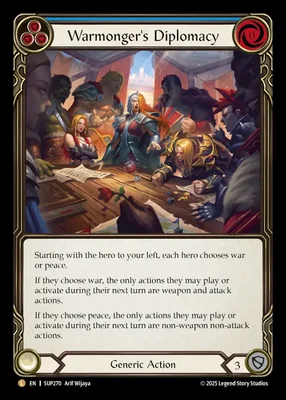 Warmonger's Diplomacy
Starting with the hero to your left, each hero chooses war
or peace.
If they choose war, the only actions they may play or
activate during their next turn are weapon and attack
actions.
If they choose peace, the only actions they may play or
activate during their next turn are non-weapon non-attack
actions.
Generic Action
3
L EN | SUP270 Arif Wijaya
© 2025 Legend Story Studios